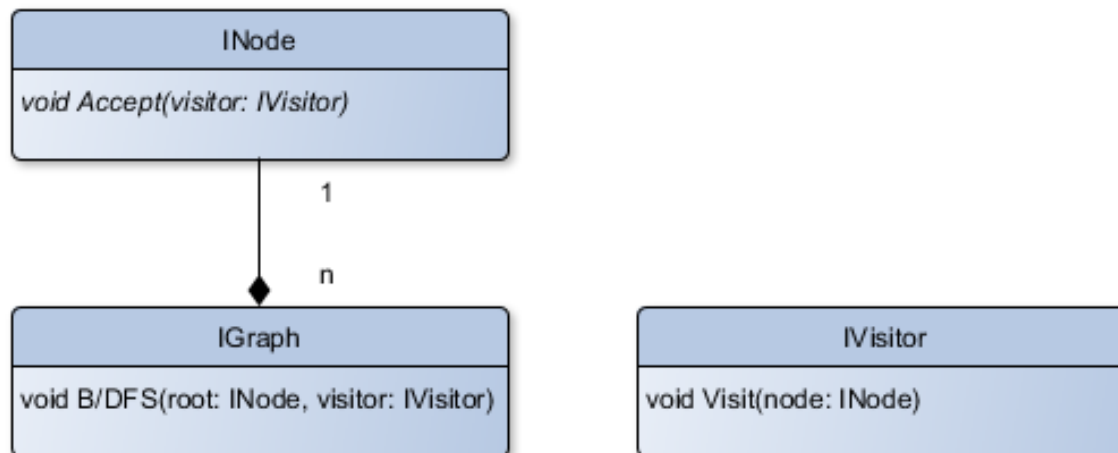 INode
void Accept(visitor: IVisitor)
1
n
IGraph
void B/DFS(root: INode, visitor: IVisitor)
IVisitor
void Visit(node: INode)